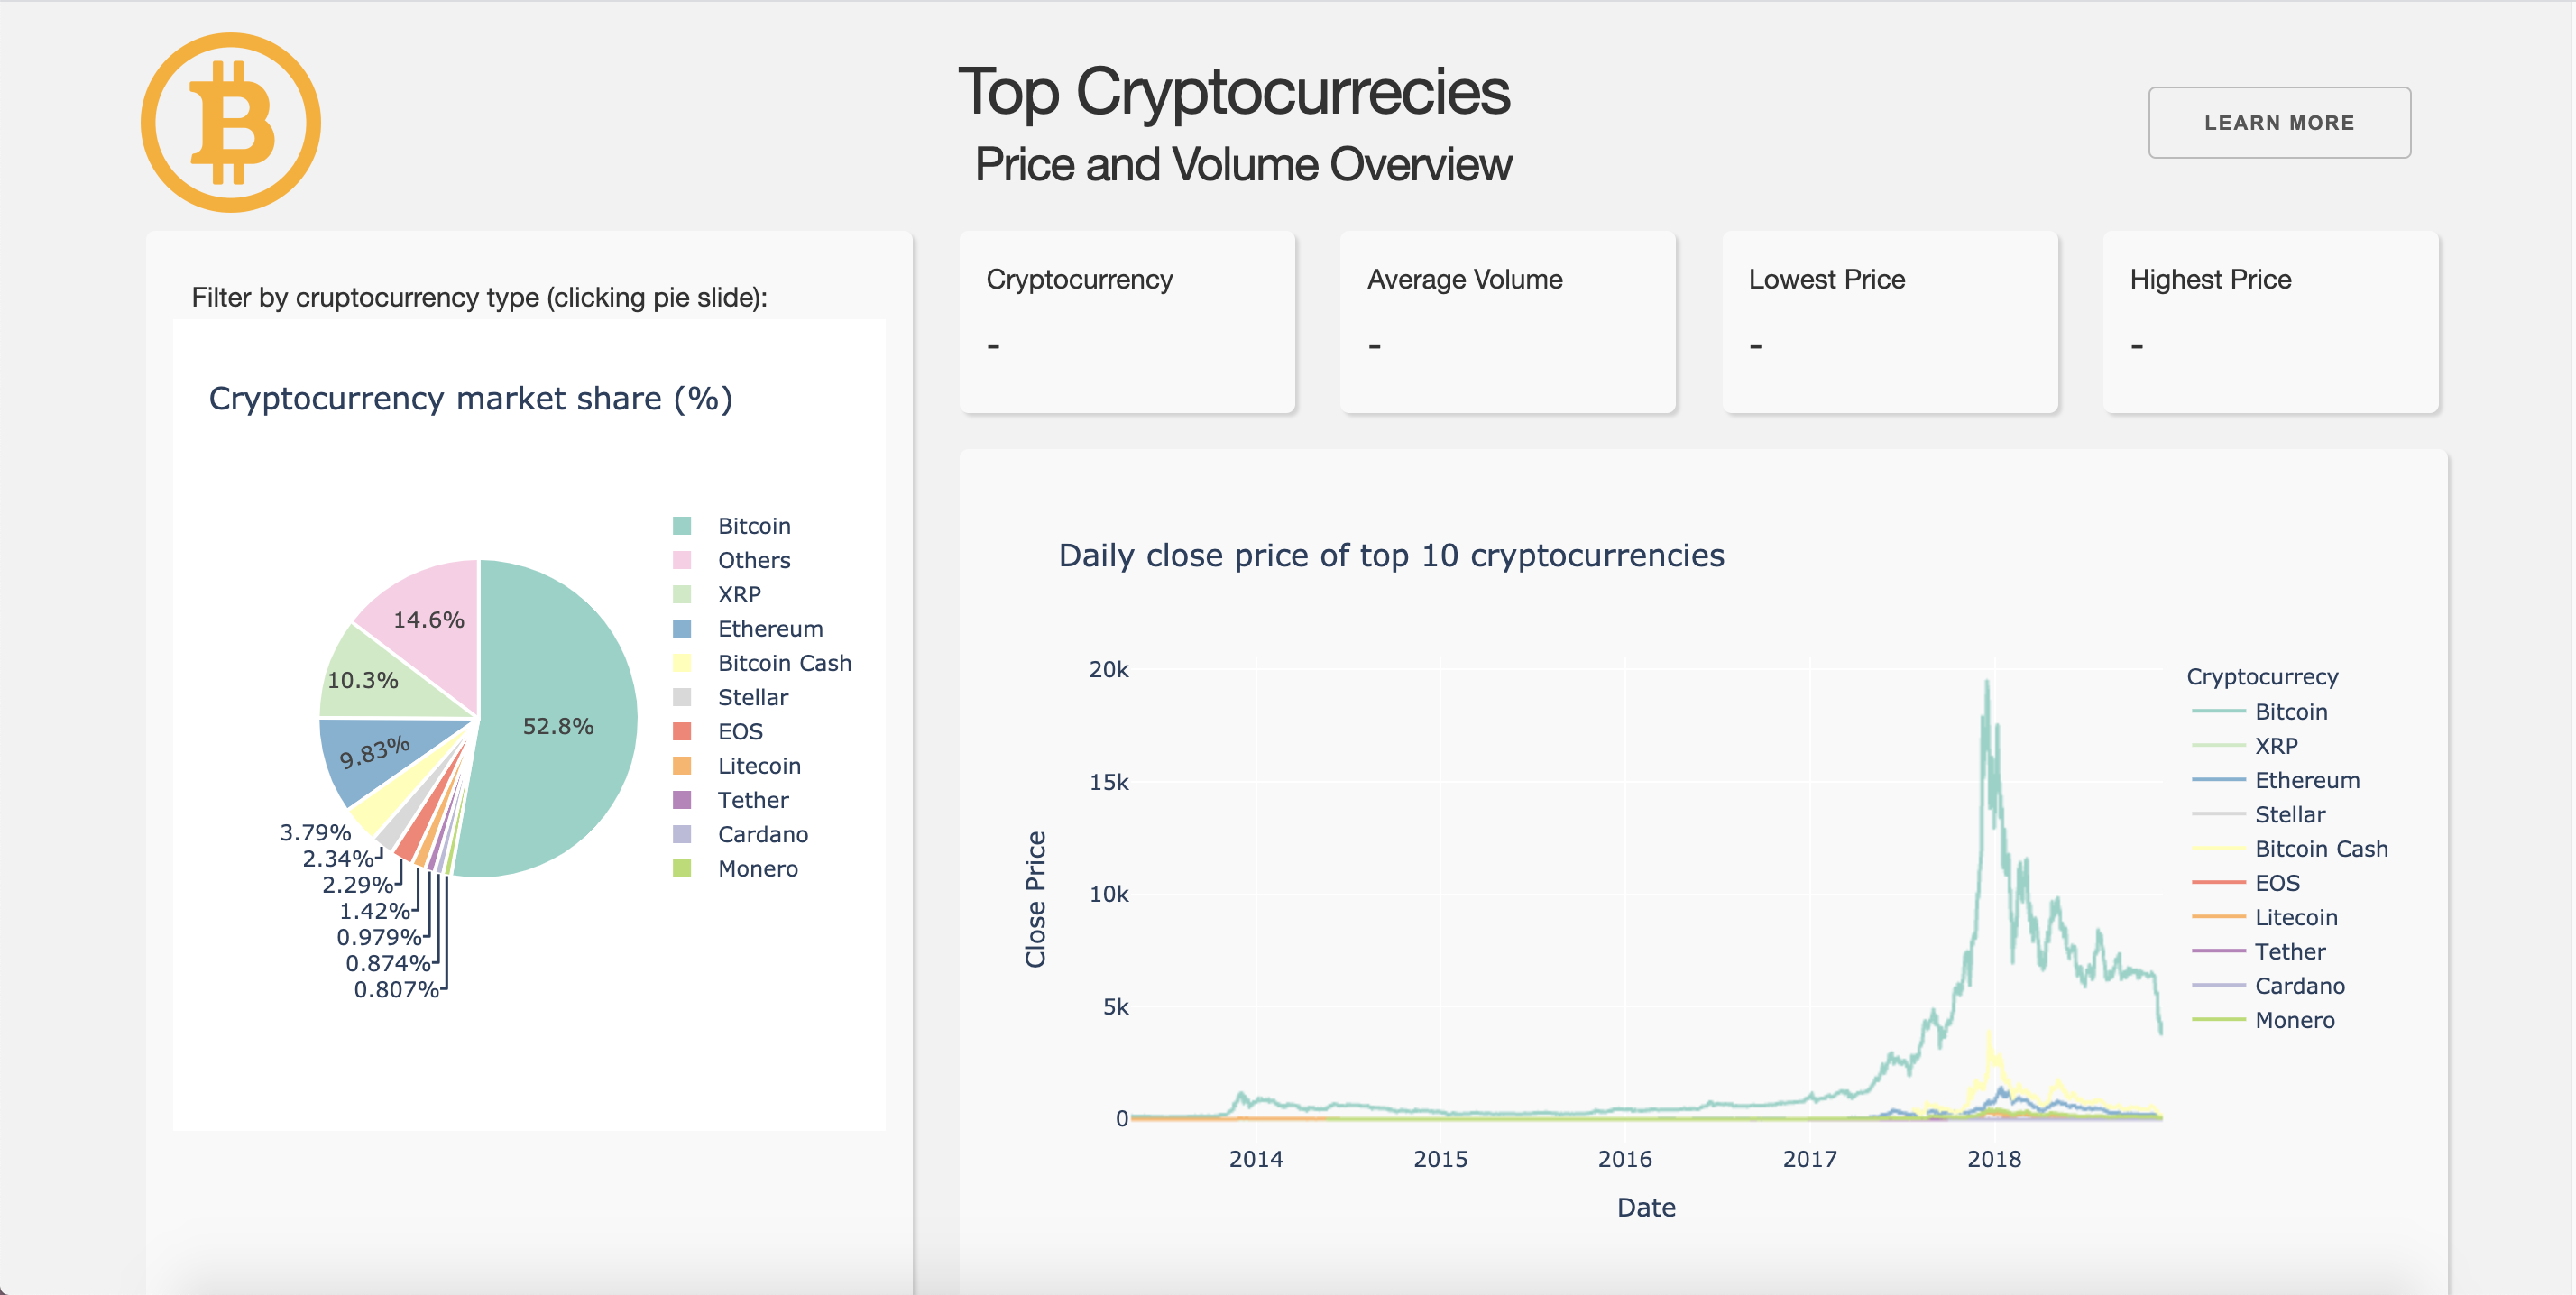 Top Cryptocurrecies
Price and Volume Overview
LEARN MORE
Filter by cruptocurrency type (clicking pie slide):
Cryptocurrency market share (%)
52.8%
14.6%
10.3%
9.83%
3.79%
2.34%
2.29%
1.42%
0.979%
0.874%
0.807%
Bitcoin
Others
XRP
Ethereum
Bitcoin Cash
Stellar
EOS
Litecoin
Tether
Cardano
Monero
Cryptocurrency
-
Average Volume
-
Lowest Price
-
Highest Price
-
Daily close price of top 10 cryptocurrencies
Close Price
20k
15k
10k
5k
0
2014
2015
2016
2017
2018
Date
Cryptocurrecy
Bitcoin
XRP
Ethereum
Stellar
Bitcoin Cash
EOS
Litecoin
Tether
Cardano
Monero